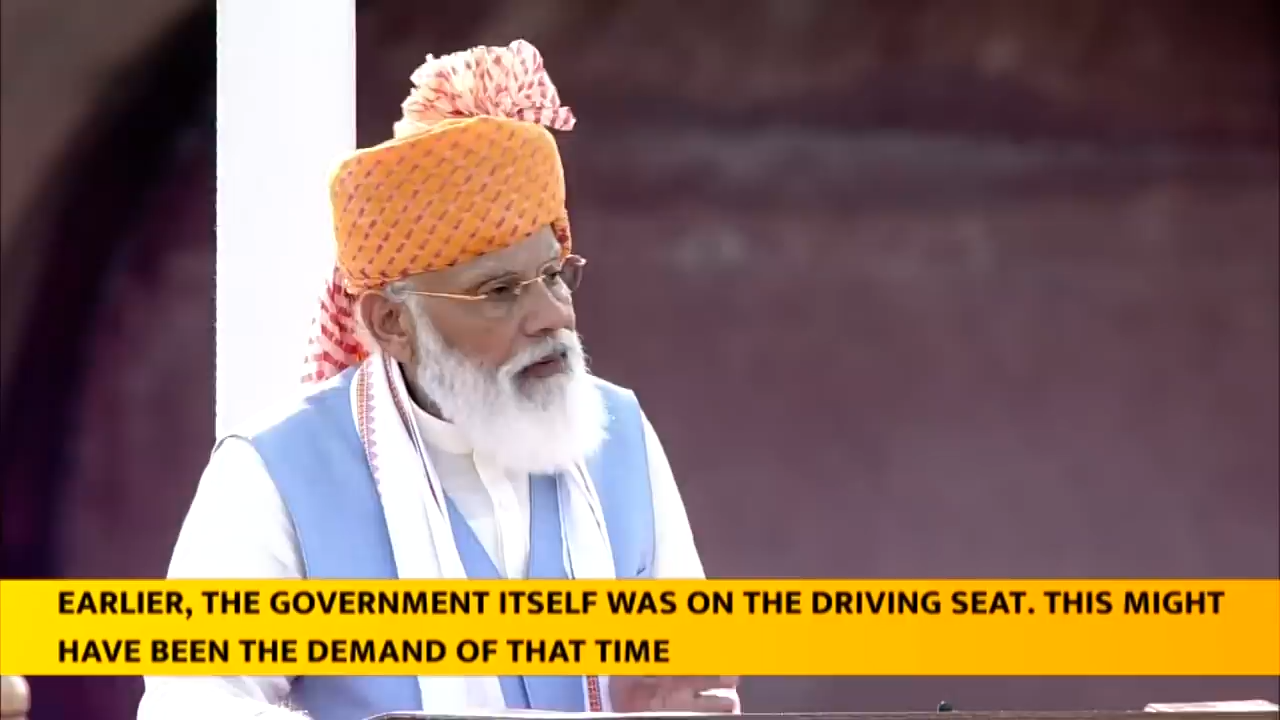 EARLIER, THE GOVERNMENT ITSELF WAS ON THE DRIVING SEAT. THIS MIGHT
HAVE BEEN THE DEMAND OF THAT TIME